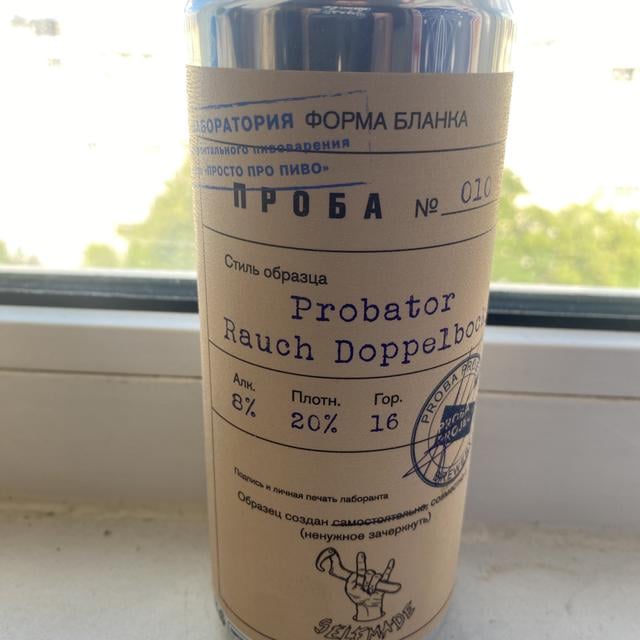 ЛАБОРАТОРИЯ ФОРМА БЛАНКА
пивоварения
«ПРОСТО ПРО ПИВО»
ПРОБА № 010
Стиль образца
Probator
Rauch Doppelbock
Алк. Плотн. Гор.
8% 20% 16
PROBA
Подпись и личная печать лаборанта
Образец создан самостоятельно,
(ненужное зачеркнуть)
SELFMADE